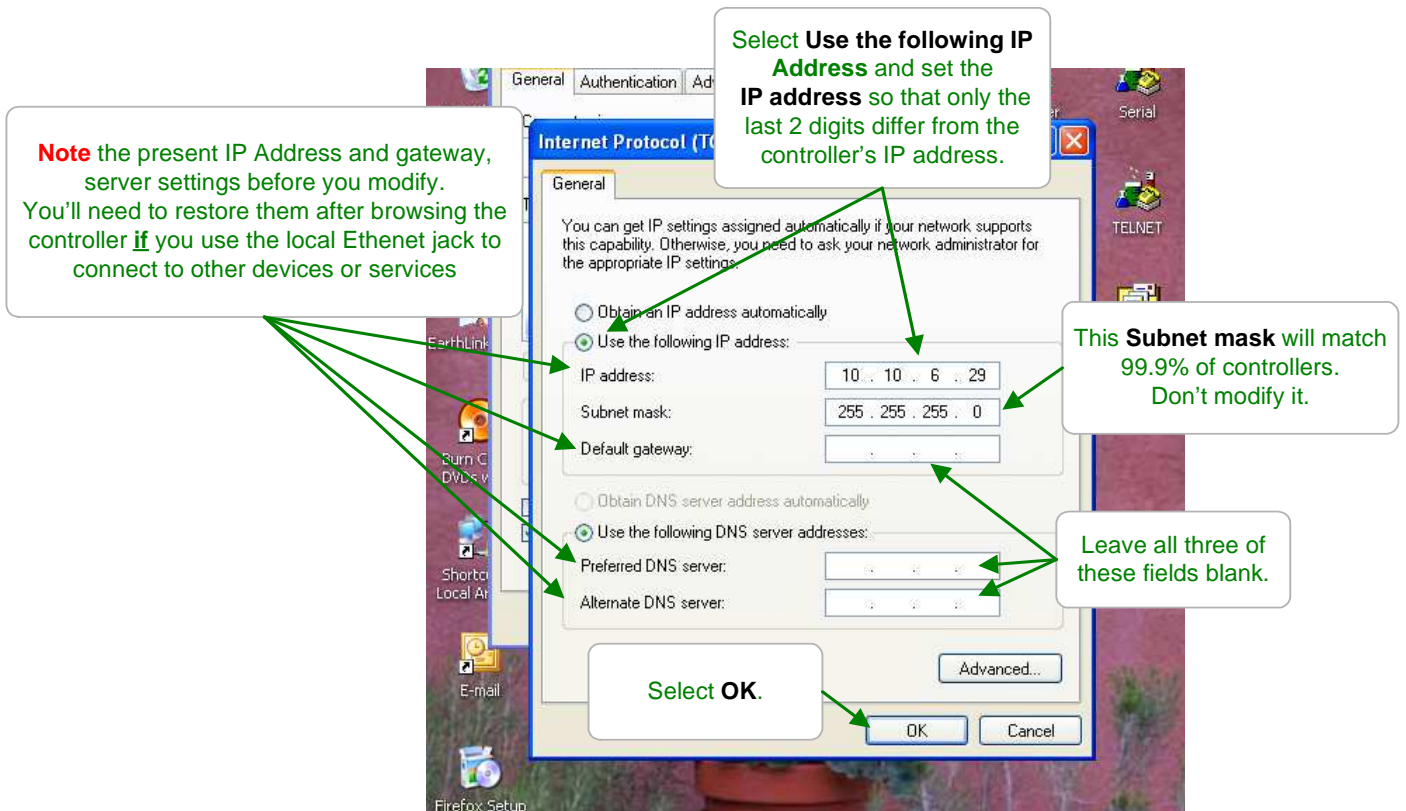 Select Use the following IP
Address and set the
IP address so that only the
last 2 digits differ from the
controller's IP address.
Note the present IP Address and gateway,
server settings before you modify.
You'll need to restore them after browsing the
controller if you use the local Ethenet jack to
connect to other devices or services
This Subnet mask will match
99.9% of controllers.
Don't modify it.
Leave all three of
these fields blank.
Select OK.
General Authentication
Internet Protocol
General
You can get IP settings assigned automatically if your network supports
this capability. Otherwise, you need to ask your network administrator for
the appropriate IP settings.
Obtain an IP address automatically
Use the following IP address:
IP address: 10 . 10 . 6 . 29
Subnet mask: 255 . 255 . 255 . 0
Default gateway: . . .
Obtain DNS server address automatically
Use the following DNS server addresses:
Preferred DNS server: . . .
Alternate DNS server: . . .
Advanced...
OK Cancel
EarthLink
Burn
DVDs
Local
E-mail
Firefox Setup
Serial
TELNET